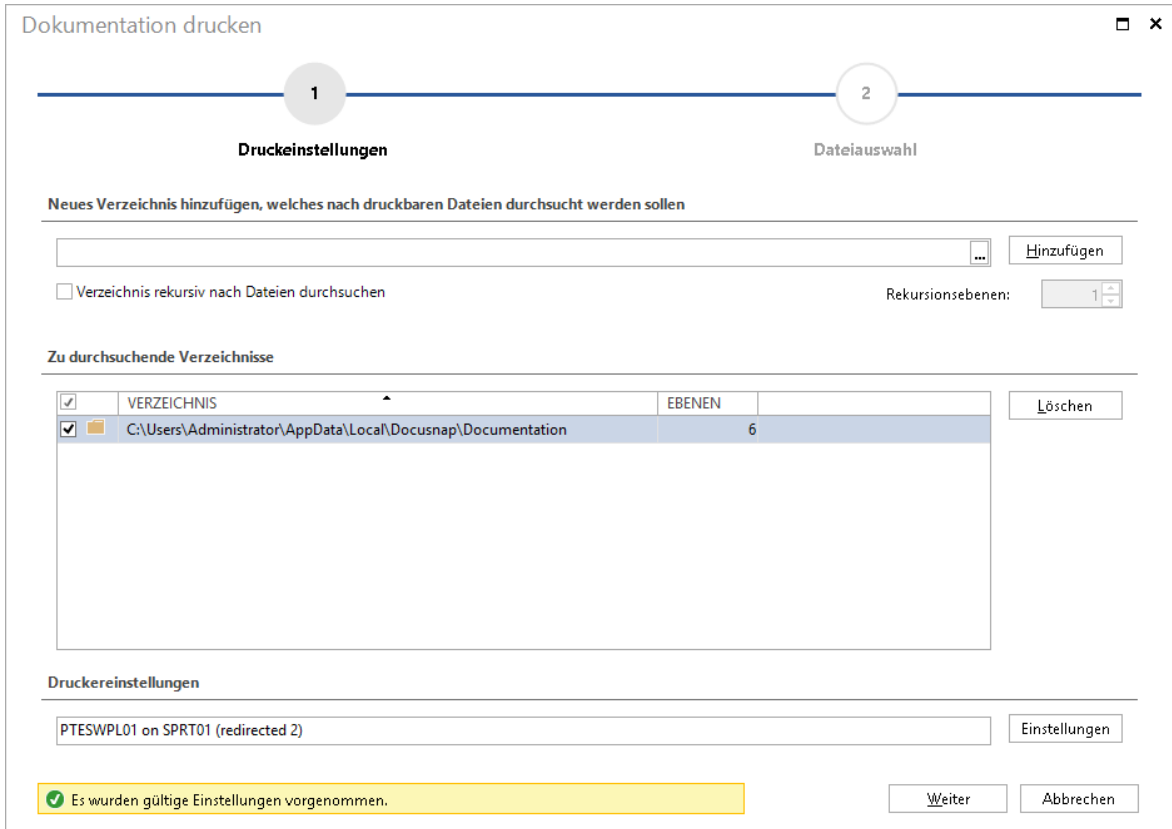 Dokumentation drucken
1
2
Druckeinstellungen
Dateiauswahl
Neues Verzeichnis hinzufügen, welches nach druckbaren Dateien durchsucht werden sollen
...
Hinzufügen
Verzeichnis rekursiv nach Dateien durchsuchen
Rekursionsebenen:
1
Zu durchsuchende Verzeichnisse
VERZEICHNIS
EBENEN
Löschen
C:\Users\Administrator\AppData\Local\Docusnap\Documentation
6
Druckereinstellungen
PTESWPL01 on SPRT01 (redirected 2)
Einstellungen
Es wurden gültige Einstellungen vorgenommen.
Weiter
Abbrechen